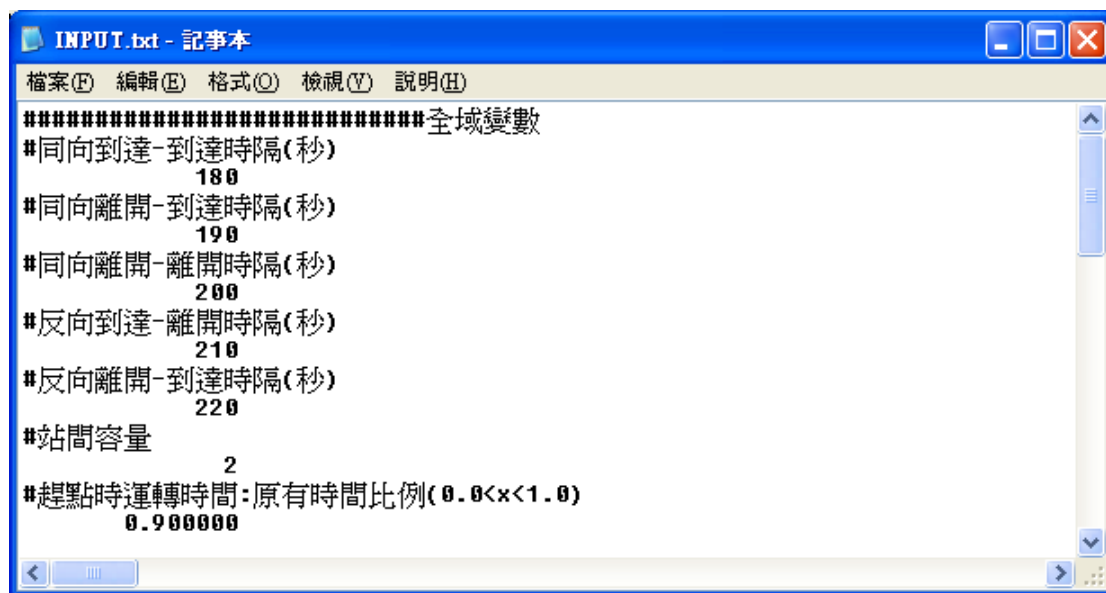 INPUT.txt - 記事本
檔案(F) 編輯(E) 格式(O) 檢視(V) 說明(H)
############################全域變數
#同向到達-到達時隔(秒)
180
#同向離開-到達時隔(秒)
190
#同向離開-離開時隔(秒)
200
#反向到達-離開時隔(秒)
210
#反向離開-到達時隔(秒)
220
#站間容量
2
#趕點時運轉時間:原有時間比例(0.0<x<1.0)
0.900000